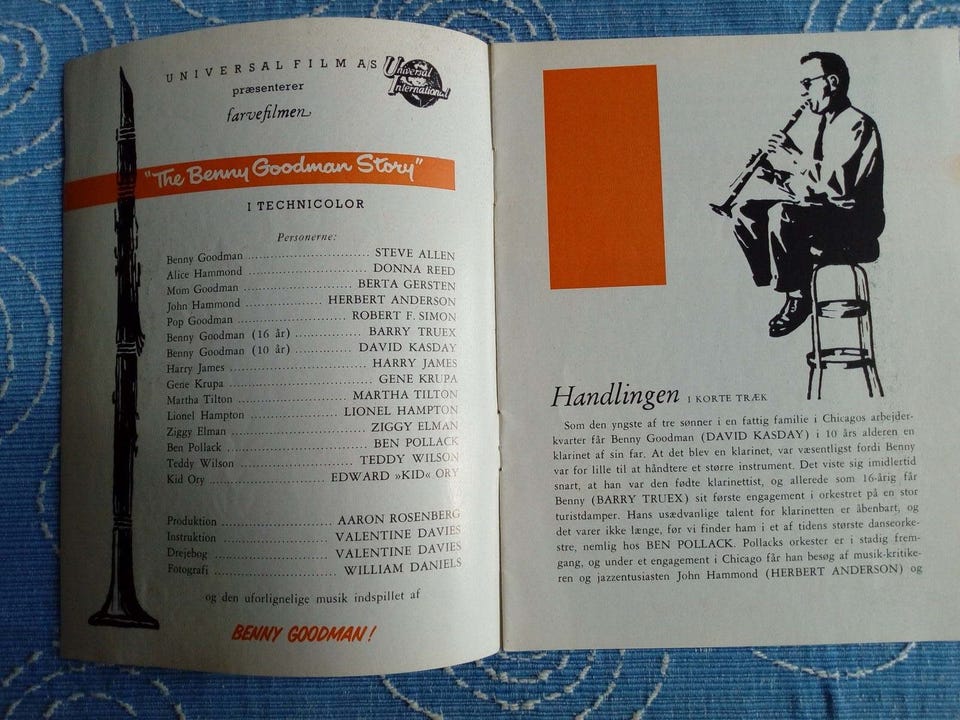 UNIVERSAL FILM A/S
Universal
International
præsenterer
farvefilmen
"The Benny Goodman Story"
I TECHNICOLOR
Personerne:
Benny Goodman ........................ STEVE ALLEN
Alice Hammond ........................ DONNA REED
Mom Goodman ........................ BERTA GERSTEN
John Hammond .................. HERBERT ANDERSON
Pop Goodman ........................ ROBERT F. SIMON
Benny Goodman (16 år) ............... BARRY TRUEX
Benny Goodman (10 år) ............... DAVID KASDAY
Harry James ........................ HARRY JAMES
Gene Krupa ........................ GENE KRUPA
Martha Tilton ........................ MARTHA TILTON
Lionel Hampton ..................... LIONEL HAMPTON
Ziggy Elman ........................ ZIGGY ELMAN
Ben Pollack ........................ BEN POLLACK
Teddy Wilson ........................ TEDDY WILSON
Kid Ory ........................ EDWARD »KID« ORY
Produktion ..................... AARON ROSENBERG
Instruktion ..................... VALENTINE DAVIES
Drejebog ..................... VALENTINE DAVIES
Fotografi ..................... WILLIAM DANIELS
og den uforlignelige musik indspillet af
BENNY GOODMAN!
Handlingen I KORTE TRÆK
Som den yngste af tre sønner i en fattig familie i Chicagos arbejder-
kvarter får Benny Goodman (DAVID KASDAY) i 10 års alderen en
klarinet af sin far. At det blev en klarinet, var væsentligst fordi Benny
var for lille til at håndtere et større instrument. Det viste sig imidlertid
snart, at han var den fødte klarinettist, og allerede som 16-årig får
Benny (BARRY TRUEX) sit første engagement i orkestret på en stor
turistdamper. Hans usædvanlige talent for klarinetten er åbenbart, og
det varer ikke længe, før vi finder ham i et af tidens største danseorke-
stre, nemlig hos BEN POLLACK. Pollacks orkester er i stadig frem-
gang, og under et engagement i Chicago får han besøg af musik-kritike-
ren og jazzentusiasten John Hammond (HERBERT ANDERSON) og